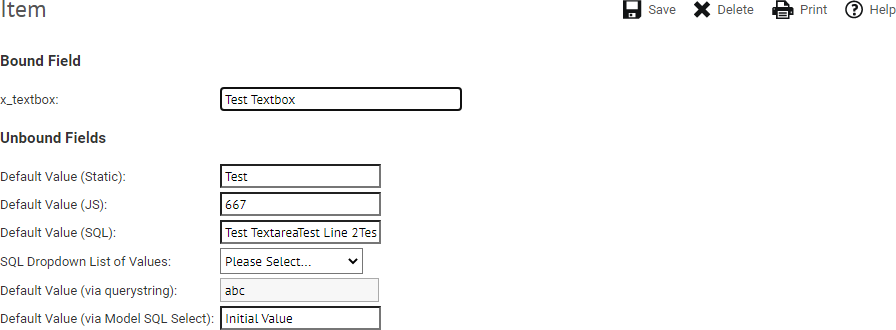 Item Save Delete Print Help
Bound Field
x_textbox: Test Textbox
Unbound Fields
Default Value (Static): Test
Default Value (JS): 667
Default Value (SQL): Test TextareaTest Line 2Tes
SQL Dropdown List of Values: Please Select...
Default Value (via querystring): abc
Default Value (via Model SQL Select): Initial Value